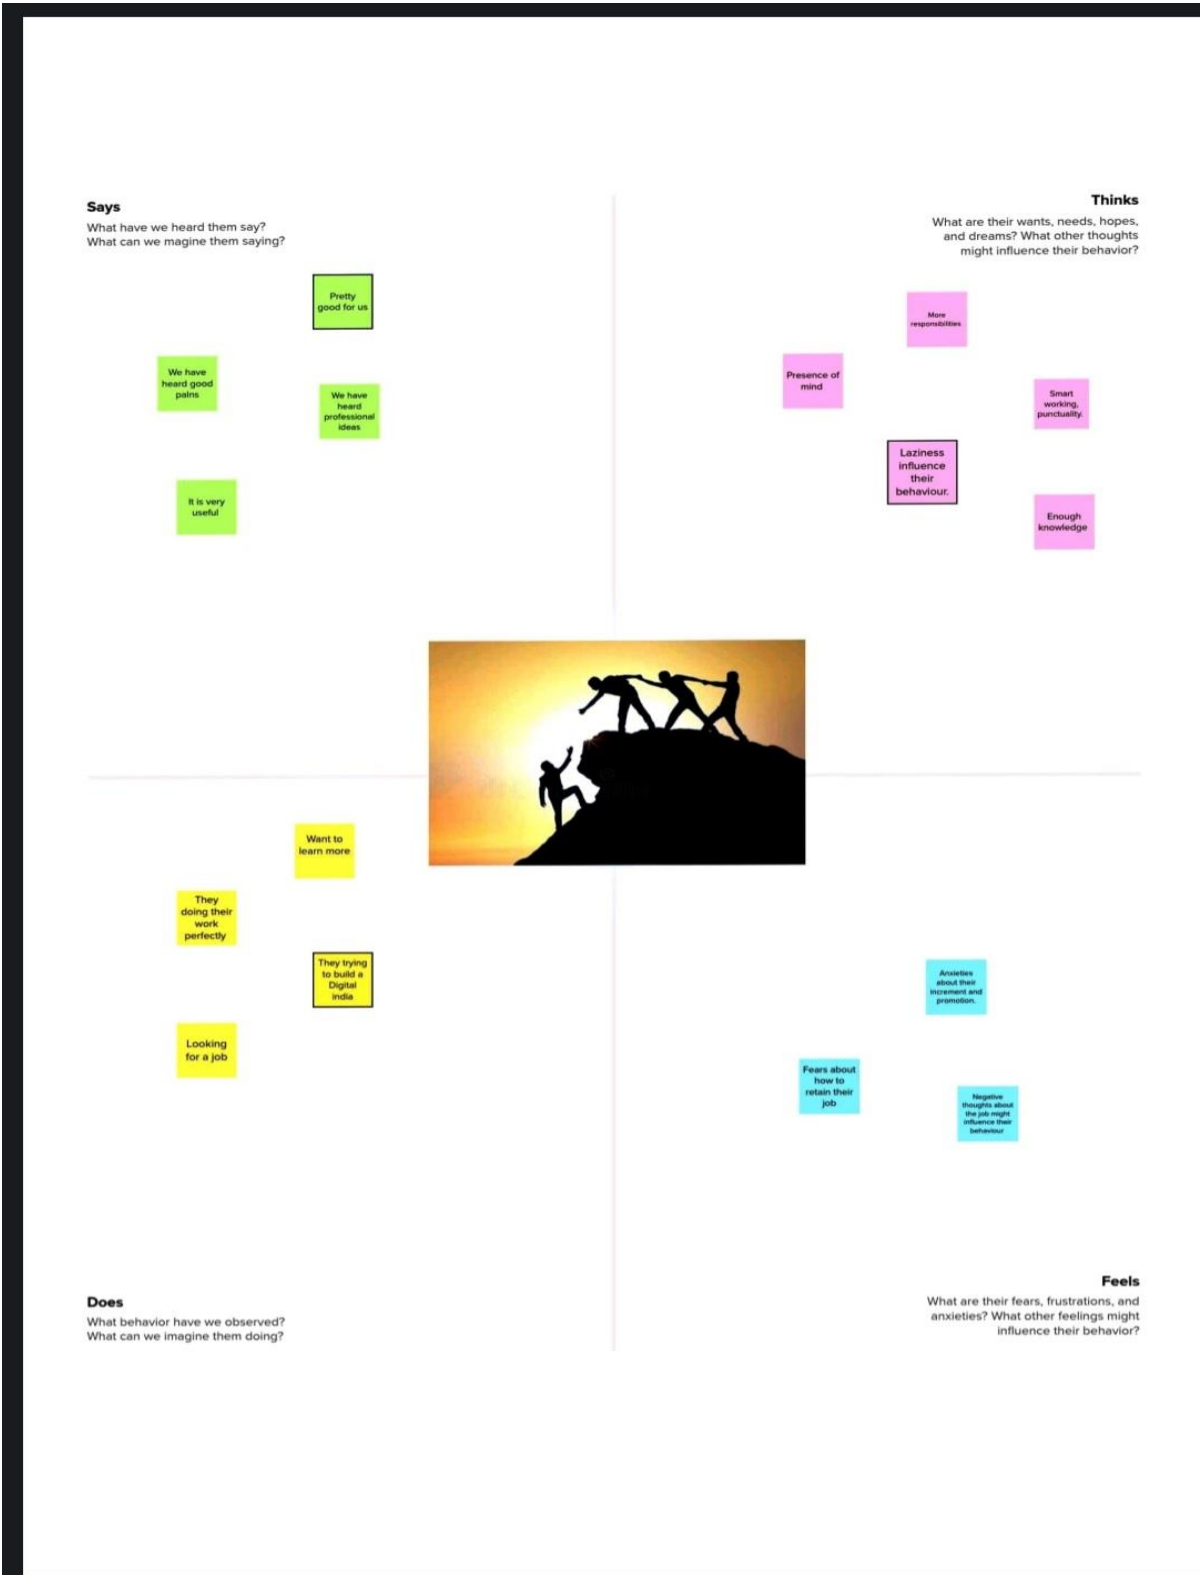 Says
What have we heard them say?
What can we magine them saying?
Pretty
good for us
We have
heard good
pains
We have
heard
professional
ideas
It is very
useful
Thinks
What are their wants, needs, hopes,
and dreams? What other thoughts
might influence their behavior?
More
responsibilities
Presence of
mind
Smart
working,
punctuality.
Laziness
influence
their
behaviour.
Enough
knowledge
Want to
learn more
They
doing their
work
perfectly
They trying
to build a
Digital
india
Looking
for a job
Does
What behavior have we observed?
What can we imagine them doing?
Anxieties
about their
increment and
promotion.
Fears about
how to
retain their
job
Negative
thoughts about
the job might
influence their
behaviour
Feels
What are their fears, frustrations, and
anxieties? What other feelings might
influence their behavior?